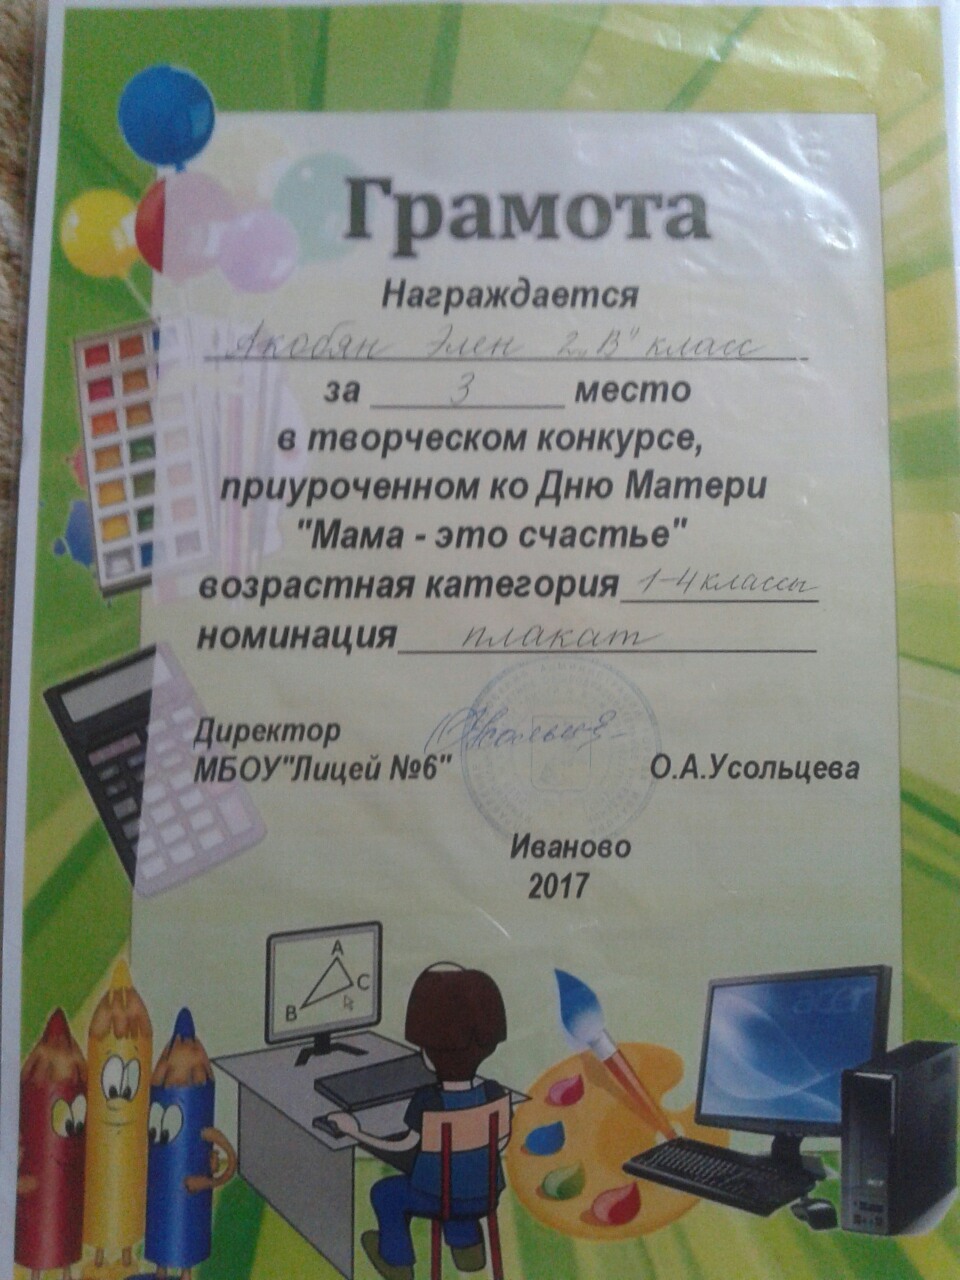 Грамота
Награждается
Акобян Элен 2 „В" класс
за 3 место
в творческом конкурсе,
приуроченном ко Дню Матери
"Мама - это счастье"
возрастная категория 1-4 классы
номинация плакат
Директор
МБОУ"Лицей №6" О.А.Усольцева
Иваново
2017
A
B C
acer